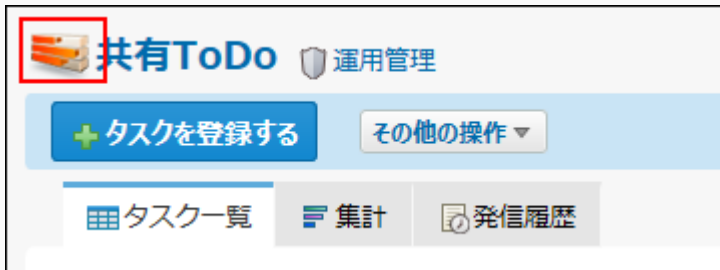 共有ToDo 運用管理
タスクを登録する その他の操作
タスク一覧 集計 発信履歴